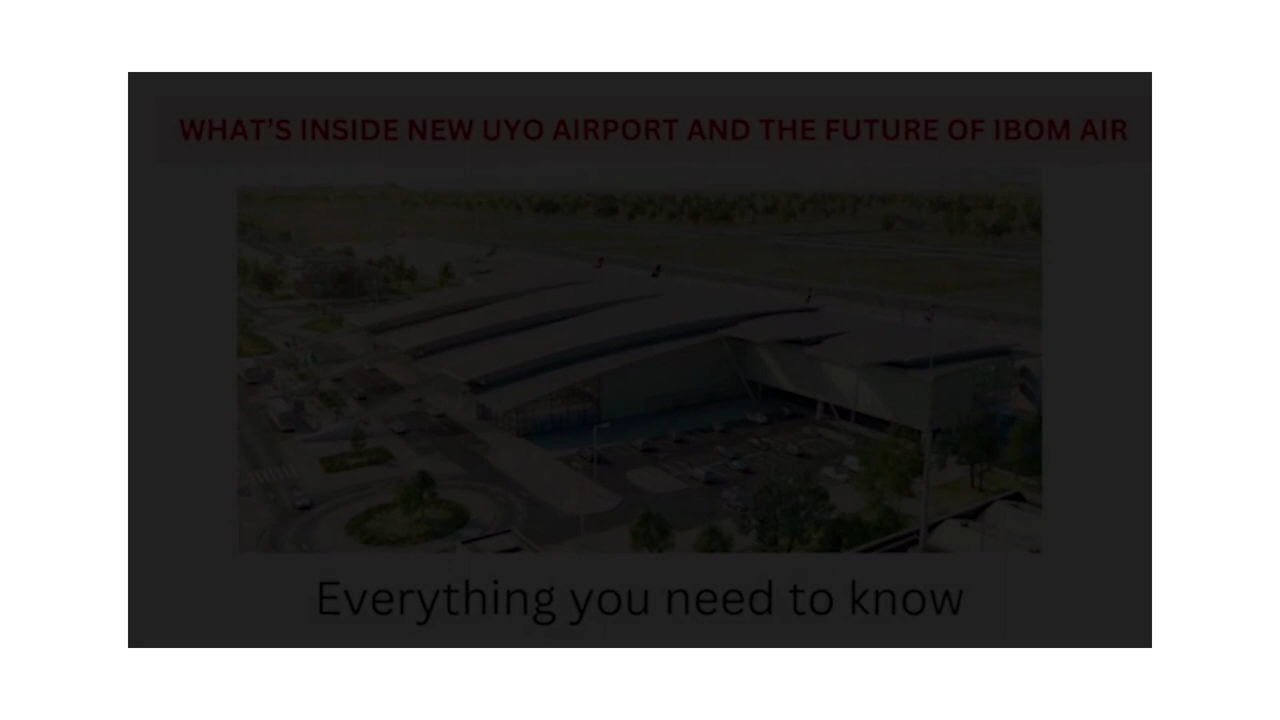 WHAT'S INSIDE NEW UYO AIRPORT AND THE FUTURE OF IBOM AIR
Everything you need to know